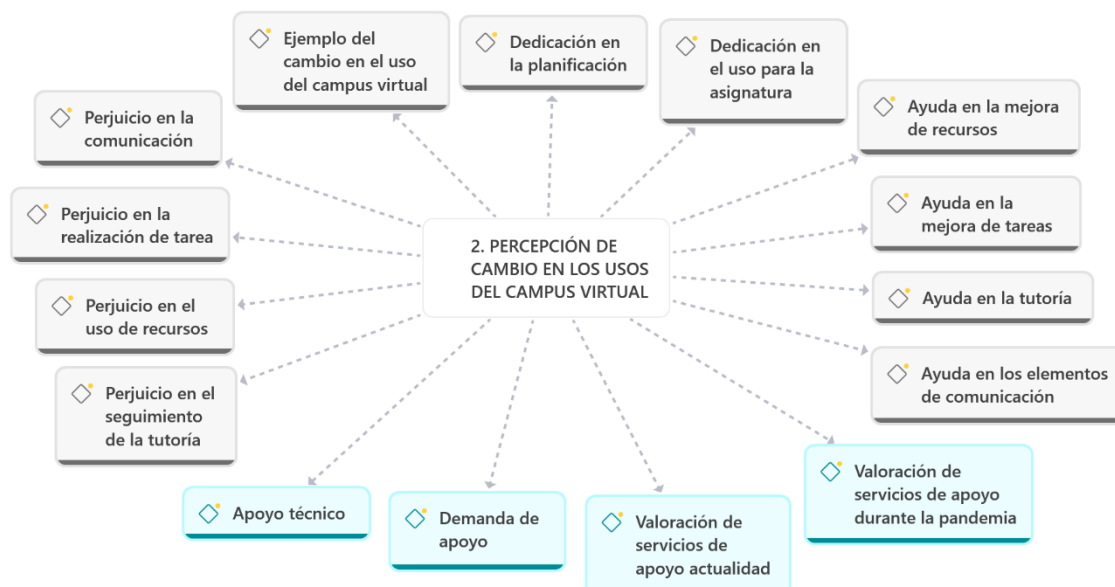 Ejemplo del
cambio en el uso
del campus virtual
Dedicación en
la planificación
Dedicación en
el uso para la
asignatura
Perjuicio en la
comunicación
Ayuda en la mejora
de recursos
Perjuicio en la
realización de tarea
Ayuda en la
mejora de tareas
2. PERCEPCIÓN DE
CAMBIO EN LOS USOS
DEL CAMPUS VIRTUAL
Perjuicio en el
uso de recursos
Ayuda en la tutoría
Perjuicio en el
seguimiento
de la tutoría
Ayuda en los elementos
de comunicación
Apoyo técnico
Demanda de
apoyo
Valoración de
servicios de
apoyo actualidad
Valoración de
servicios de apoyo
durante la pandemia